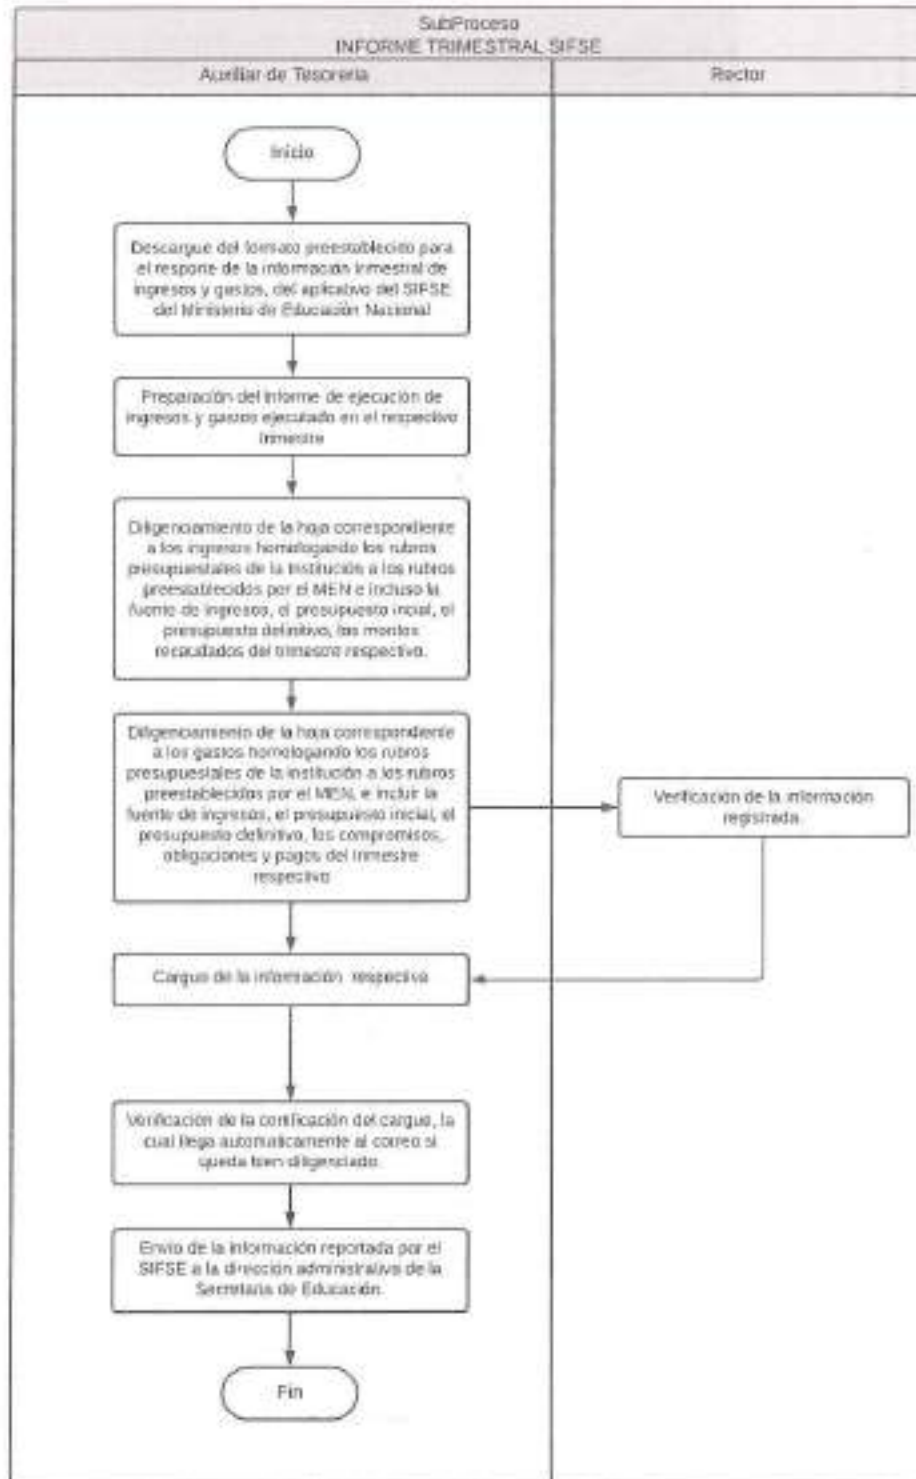 SubProceso
INFORME TRIMESTRAL SIFSE
Auxiliar de Tesoreria
Rector
Inicio
Descargue del formato preestablecido para
el resporte de la información trimestral de
ingresos y gastos, del aplicativo del SIFSE
del Ministerio de Educación Nacional
Preparación del informe de ejecución de
ingresos y gastos ejecutado en el respectivo
trimestre
Diligenciamiento de la hoja correspondiente
a los ingresos homologando los rubros
presupuestales de la institución a los rubros
preestablecidos por el MEN e incluso la
fuente de ingresos, el presupuesto incial, el
presupuesto definitivo, los montos
recaudados del trimestre respectivo.
Diligenciamiento de la hoja correspondiente
a los gastos homologando los rubros
presupuestales de la institución a los rubros
preestablecidos por el MEN, e incluir la
fuente de ingresos, el presupuesto inicial, el
presupuesto definitivo, los compromisos,
obligaciones y pagos del trimestre
respectivo
Verificación de la información
registrada.
Cargue de la información respectiva
Verificación de la certificación del cargue, la
cual llega automaticamente al correo si
queda bien diligenciado.
Envio de la información reportada por el
SIFSE a la dirección administrativa de la
Secretaria de Educación.
Fin